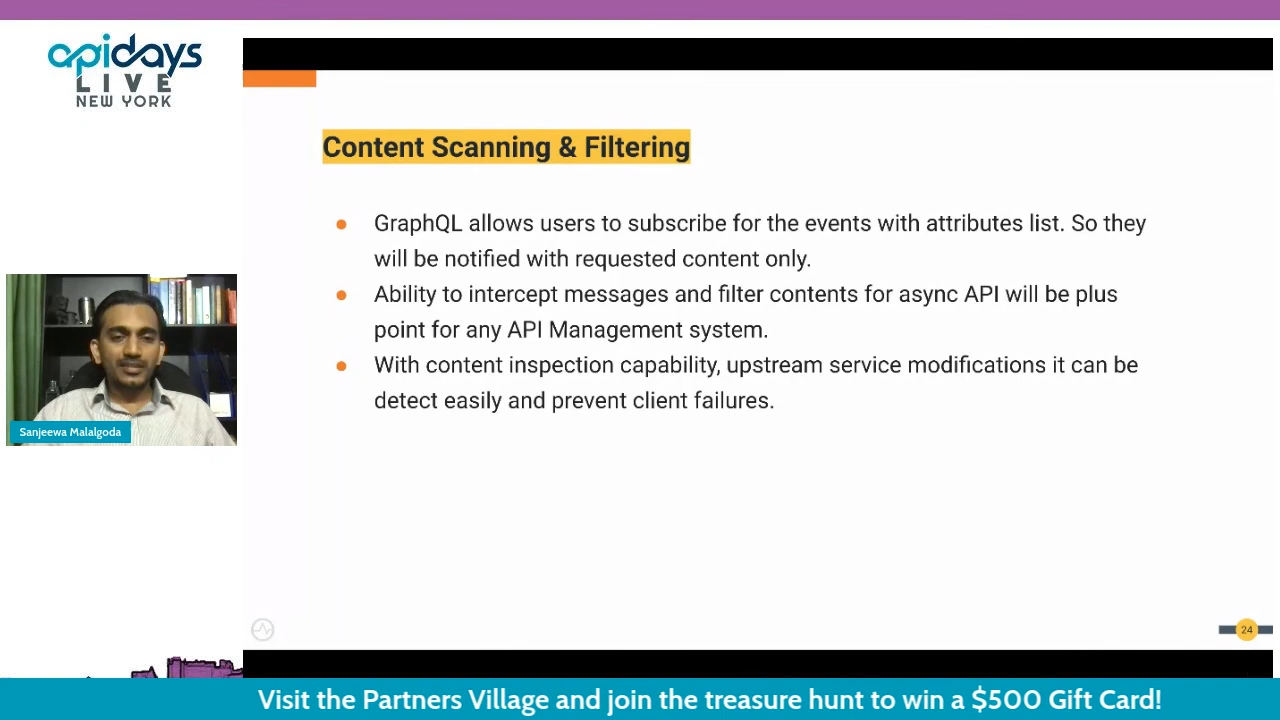 apidays
LIVE
NEW YORK
Content Scanning & Filtering
● GraphQL allows users to subscribe for the events with attributes list. So they
will be notified with requested content only.
● Ability to intercept messages and filter contents for async API will be plus
point for any API Management system.
● With content inspection capability, upstream service modifications it can be
detect easily and prevent client failures.
Sanjeewa Malalgoda
24
Visit the Partners Village and join the treasure hunt to win a $500 Gift Card!